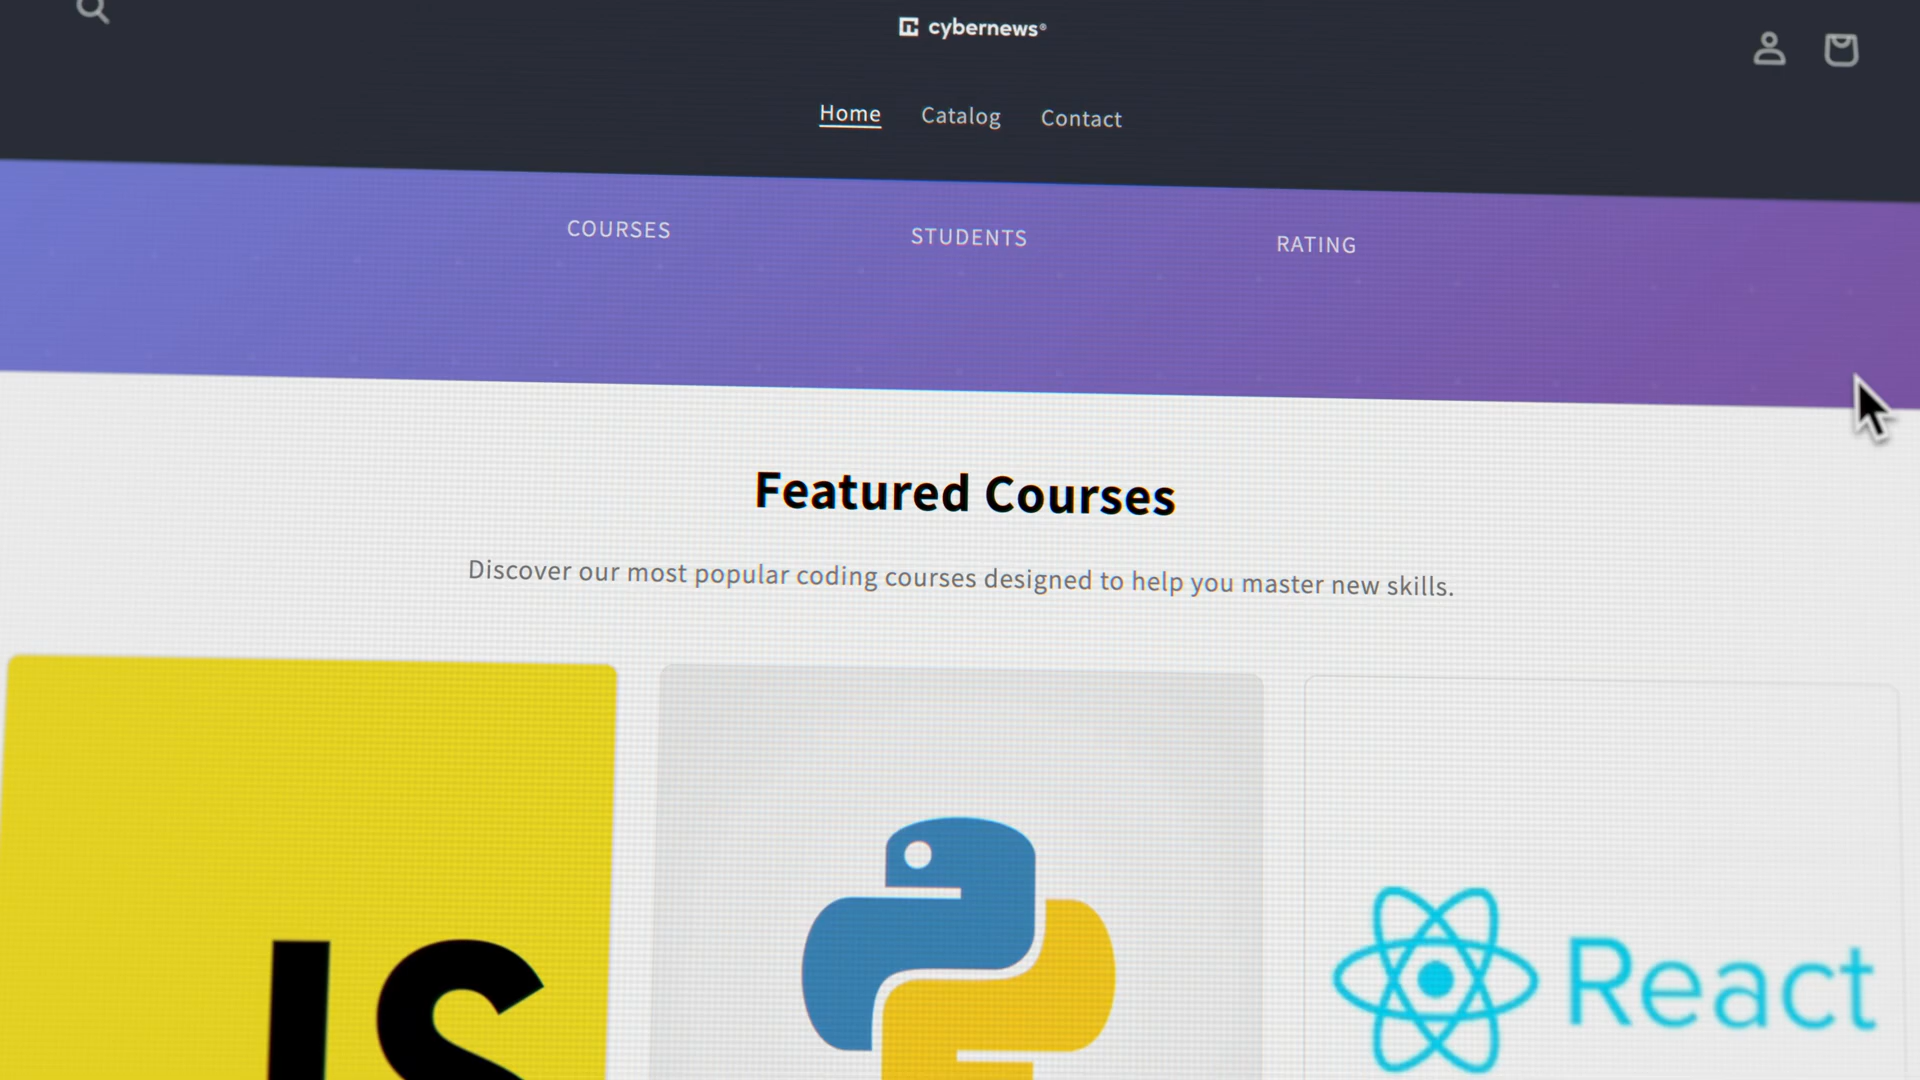 cybernews®
Home Catalog Contact
COURSES STUDENTS RATING
Featured Courses
Discover our most popular coding courses designed to help you master new skills.
JS
React